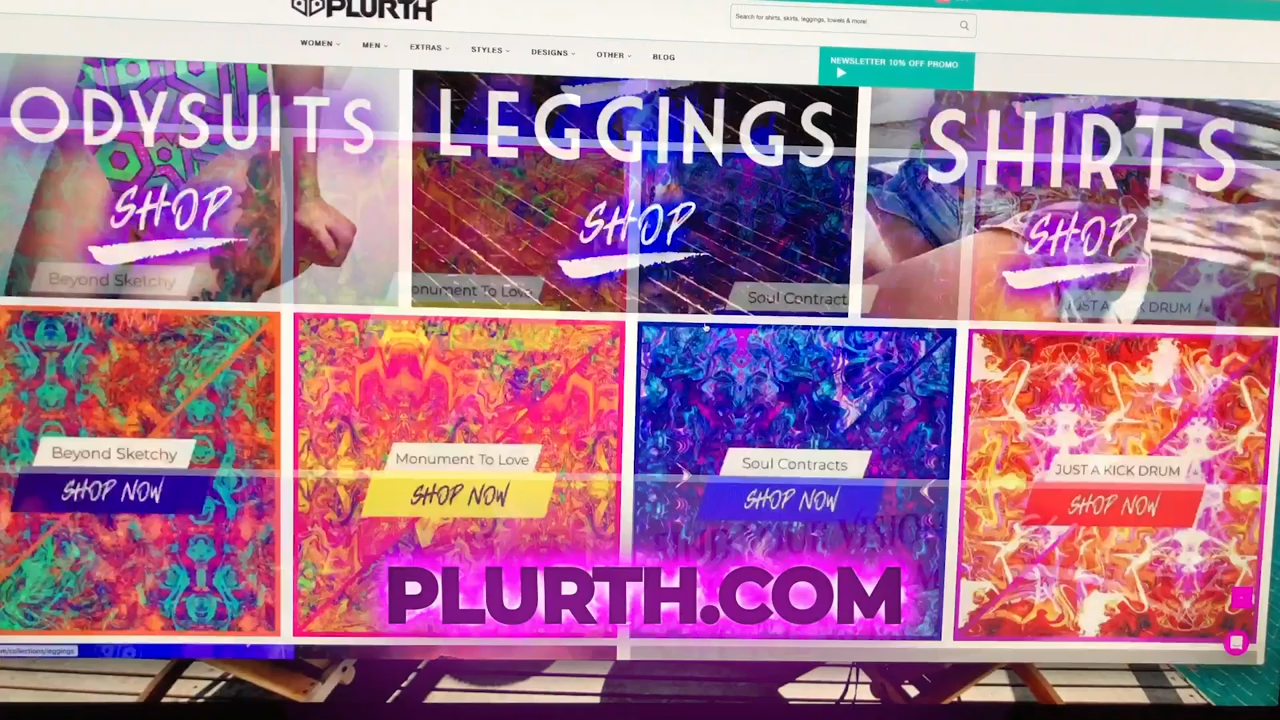 PLURTH
Search for shirts, skirts, leggings, towels & more!
WOMEN MEN EXTRAS STYLES DESIGNS OTHER BLOG
NEWSLETTER 10% OFF PROMO
ODYSUITS
SHOP
Beyond Sketchy
LEGGINGS
SHOP
onument To Love
Soul Contract
SHIRTS
SHOP
JUST A KICK DRUM
Beyond Sketchy
SHOP NOW
Monument To Love
SHOP NOW
Soul Contracts
SHOP NOW
JUST A KICK DRUM
SHOP NOW
PLURTH.COM
m/collections/leggings